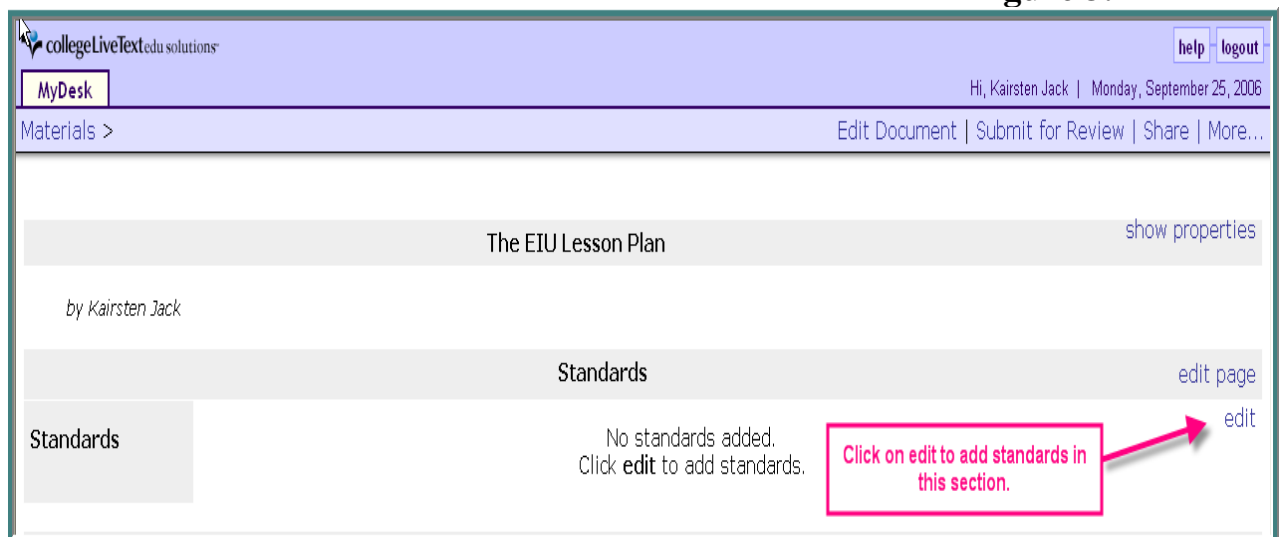 collegeLiveText edu solutions
help logout
MyDesk
Hi, Kairsten Jack | Monday, September 25, 2006
Materials >
Edit Document | Submit for Review | Share | More...
The EIU Lesson Plan
show properties
by Kairsten Jack
Standards
edit page
edit
Standards
No standards added.
Click edit to add standards.
Click on edit to add standards in
this section.